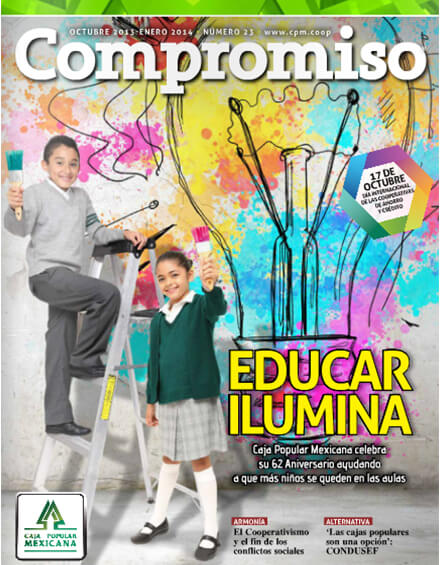 OCTUBRE 2013-ENERO 2014 • NÚMERO 23 • www.cpm.coop
Compromiso
17 DE
OCTUBRE
DÍA INTERNACIONAL
DE LAS COOPERATIVAS
DE AHORRO
Y CRÉDITO
EDUCAR
ILUMINA
Caja Popular Mexicana celebra
su 62 Aniversario ayudando
a que más niños se queden en las aulas
CAJA POPULAR
MEXICANA
ARMONÍA
El Cooperativismo
y el fin de los
conflictos sociales
ALTERNATIVA
‘Las cajas populares
son una opción’:
CONDUSEF